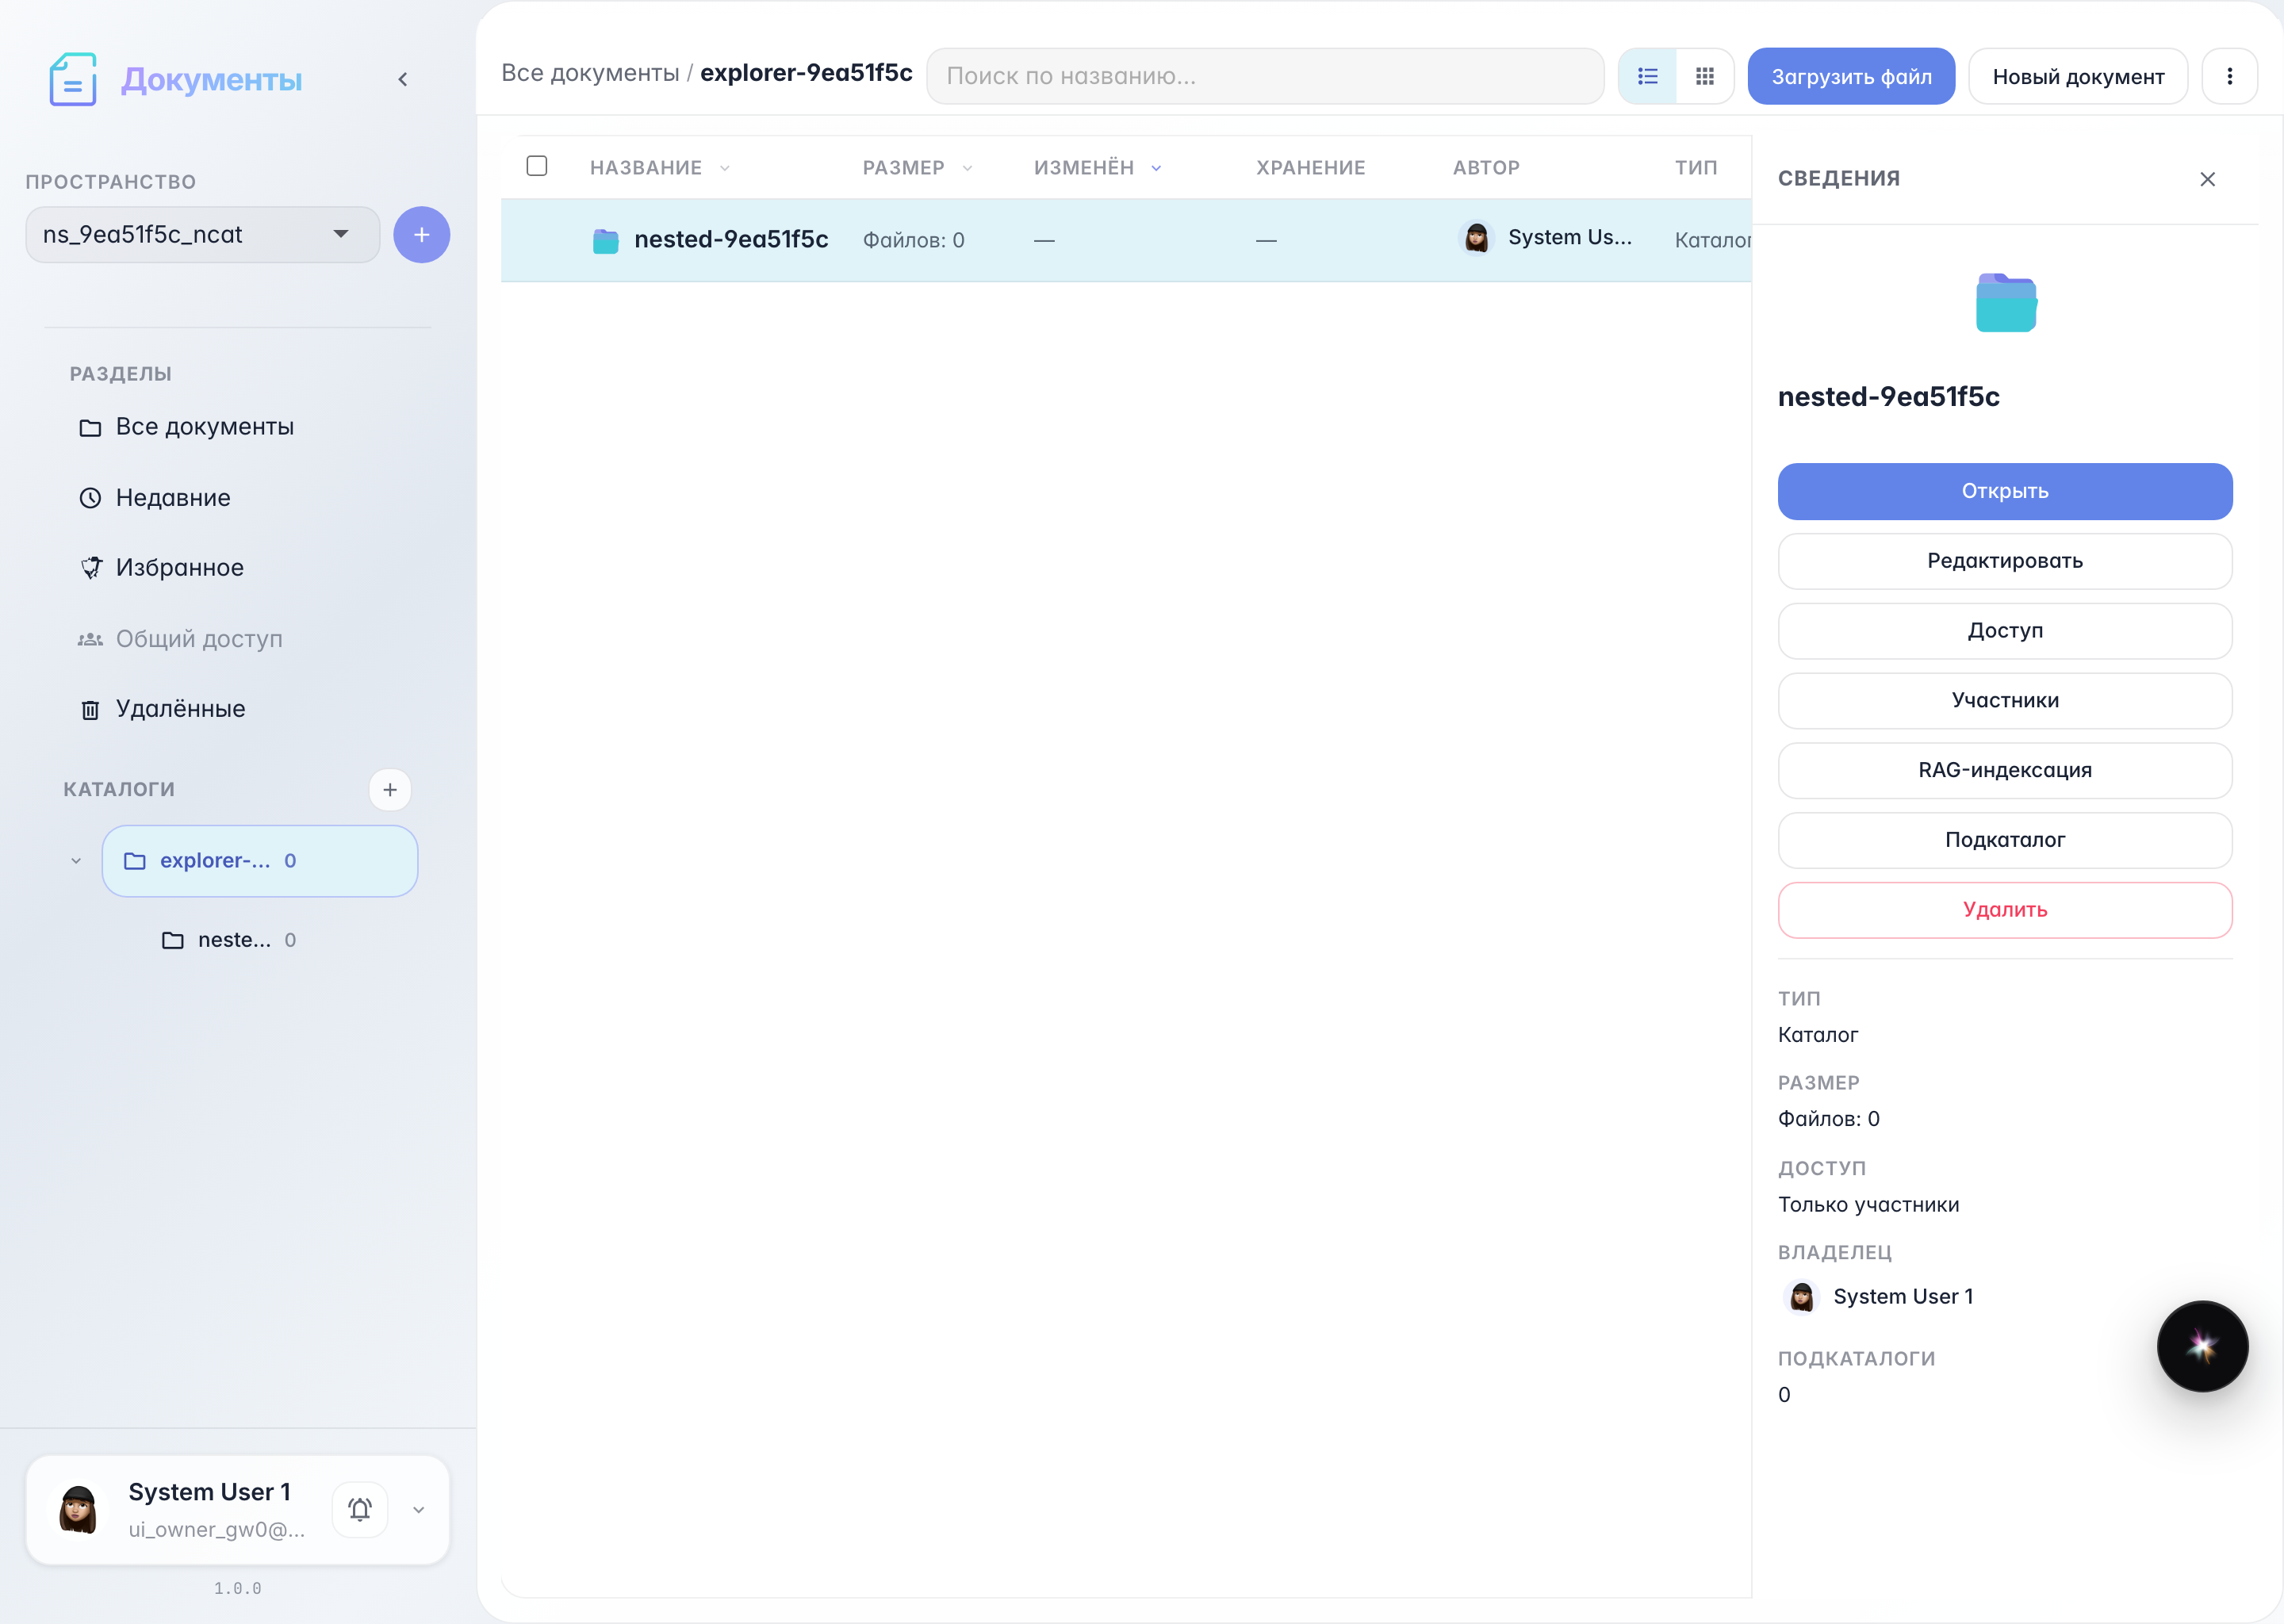 Документы
ПРОСТРАНСТВО
ns_9ea51f5c_ncat
РАЗДЕЛЫ
Все документы
Недавние
Избранное
Общий доступ
Удалённые
КАТАЛОГИ
explorer-... 0
neste... 0
System User 1
ui_owner_gw0@...
1.0.0
Все документы / explorer-9ea51f5c
Поиск по названию...
Загрузить файл
Новый документ
НАЗВАНИЕ РАЗМЕР ИЗМЕНЁН ХРАНЕНИЕ АВТОР ТИП
nested-9ea51f5c Файлов: 0 — — System Us... Каталог
СВЕДЕНИЯ
nested-9ea51f5c
Открыть
Редактировать
Доступ
Участники
RAG-индексация
Подкаталог
Удалить
ТИП
Каталог
РАЗМЕР
Файлов: 0
ДОСТУП
Только участники
ВЛАДЕЛЕЦ
System User 1
ПОДКАТАЛОГИ
0